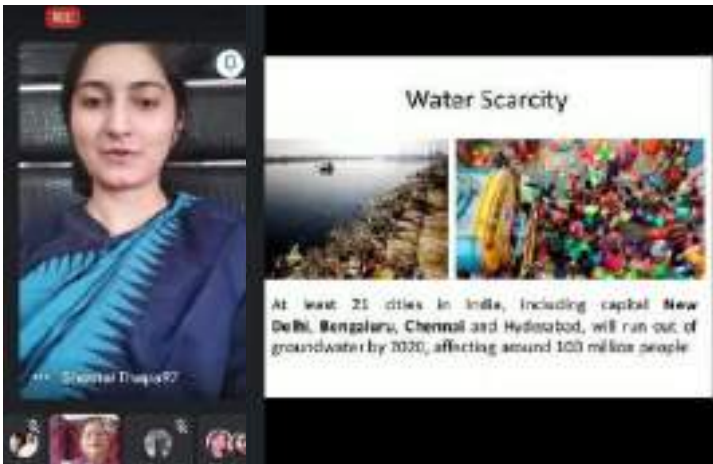 REC
Water Scarcity
At least 21 cities in India, including capital New
Delhi, Bengaluru, Chennai and Hyderabad, will run out of
groundwater by 2020, affecting around 100 million people